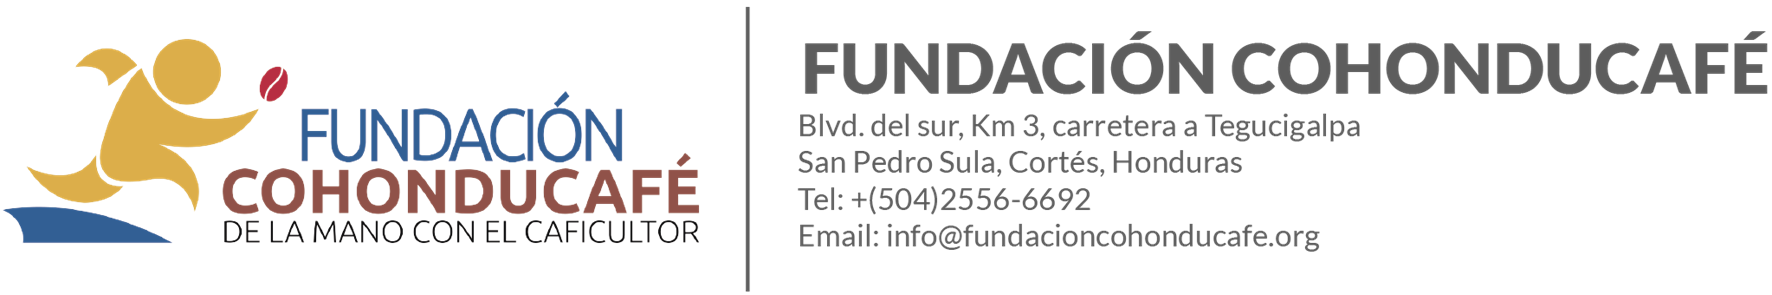 FUNDACIÓN
COHONDUCAFÉ
DE LA MANO CON EL CAFICULTOR
FUNDACIÓN COHONDUCAFÉ
Blvd. del sur, Km 3, carretera a Tegucigalpa
San Pedro Sula, Cortés, Honduras
Tel: +(504)2556-6692
Email: info@fundacioncohonducafe.org